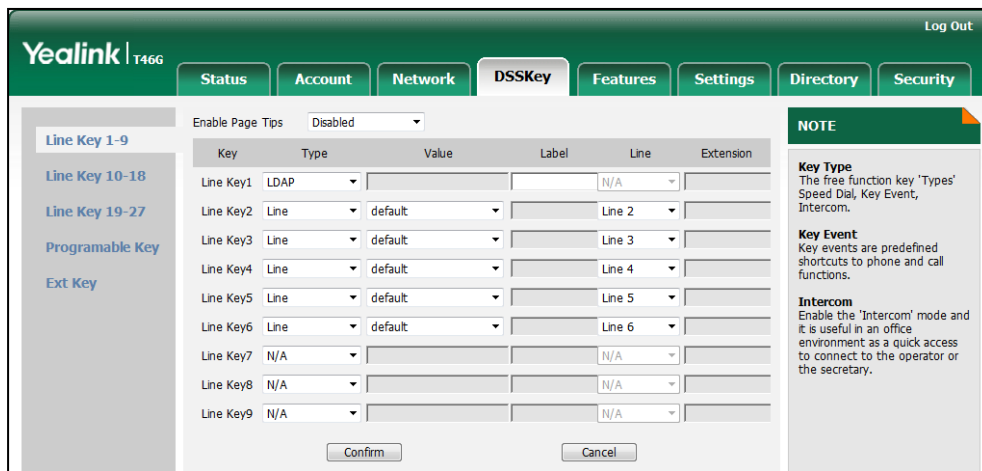 Log Out
Yealink T46G
Status Account Network DSSKey Features Settings Directory Security
Line Key 1-9
Line Key 10-18
Line Key 19-27
Programable Key
Ext Key
Enable Page Tips Disabled
Key Type Value Label Line Extension
Line Key1 LDAP N/A
Line Key2 Line default Line 2
Line Key3 Line default Line 3
Line Key4 Line default Line 4
Line Key5 Line default Line 5
Line Key6 Line default Line 6
Line Key7 N/A N/A
Line Key8 N/A N/A
Line Key9 N/A N/A
Confirm Cancel
NOTE
Key Type
The free function key 'Types'
Speed Dial, Key Event,
Intercom.
Key Event
Key events are predefined
shortcuts to phone and call
functions.
Intercom
Enable the 'Intercom' mode and
it is useful in an office
environment as a quick access
to connect to the operator or
the secretary.